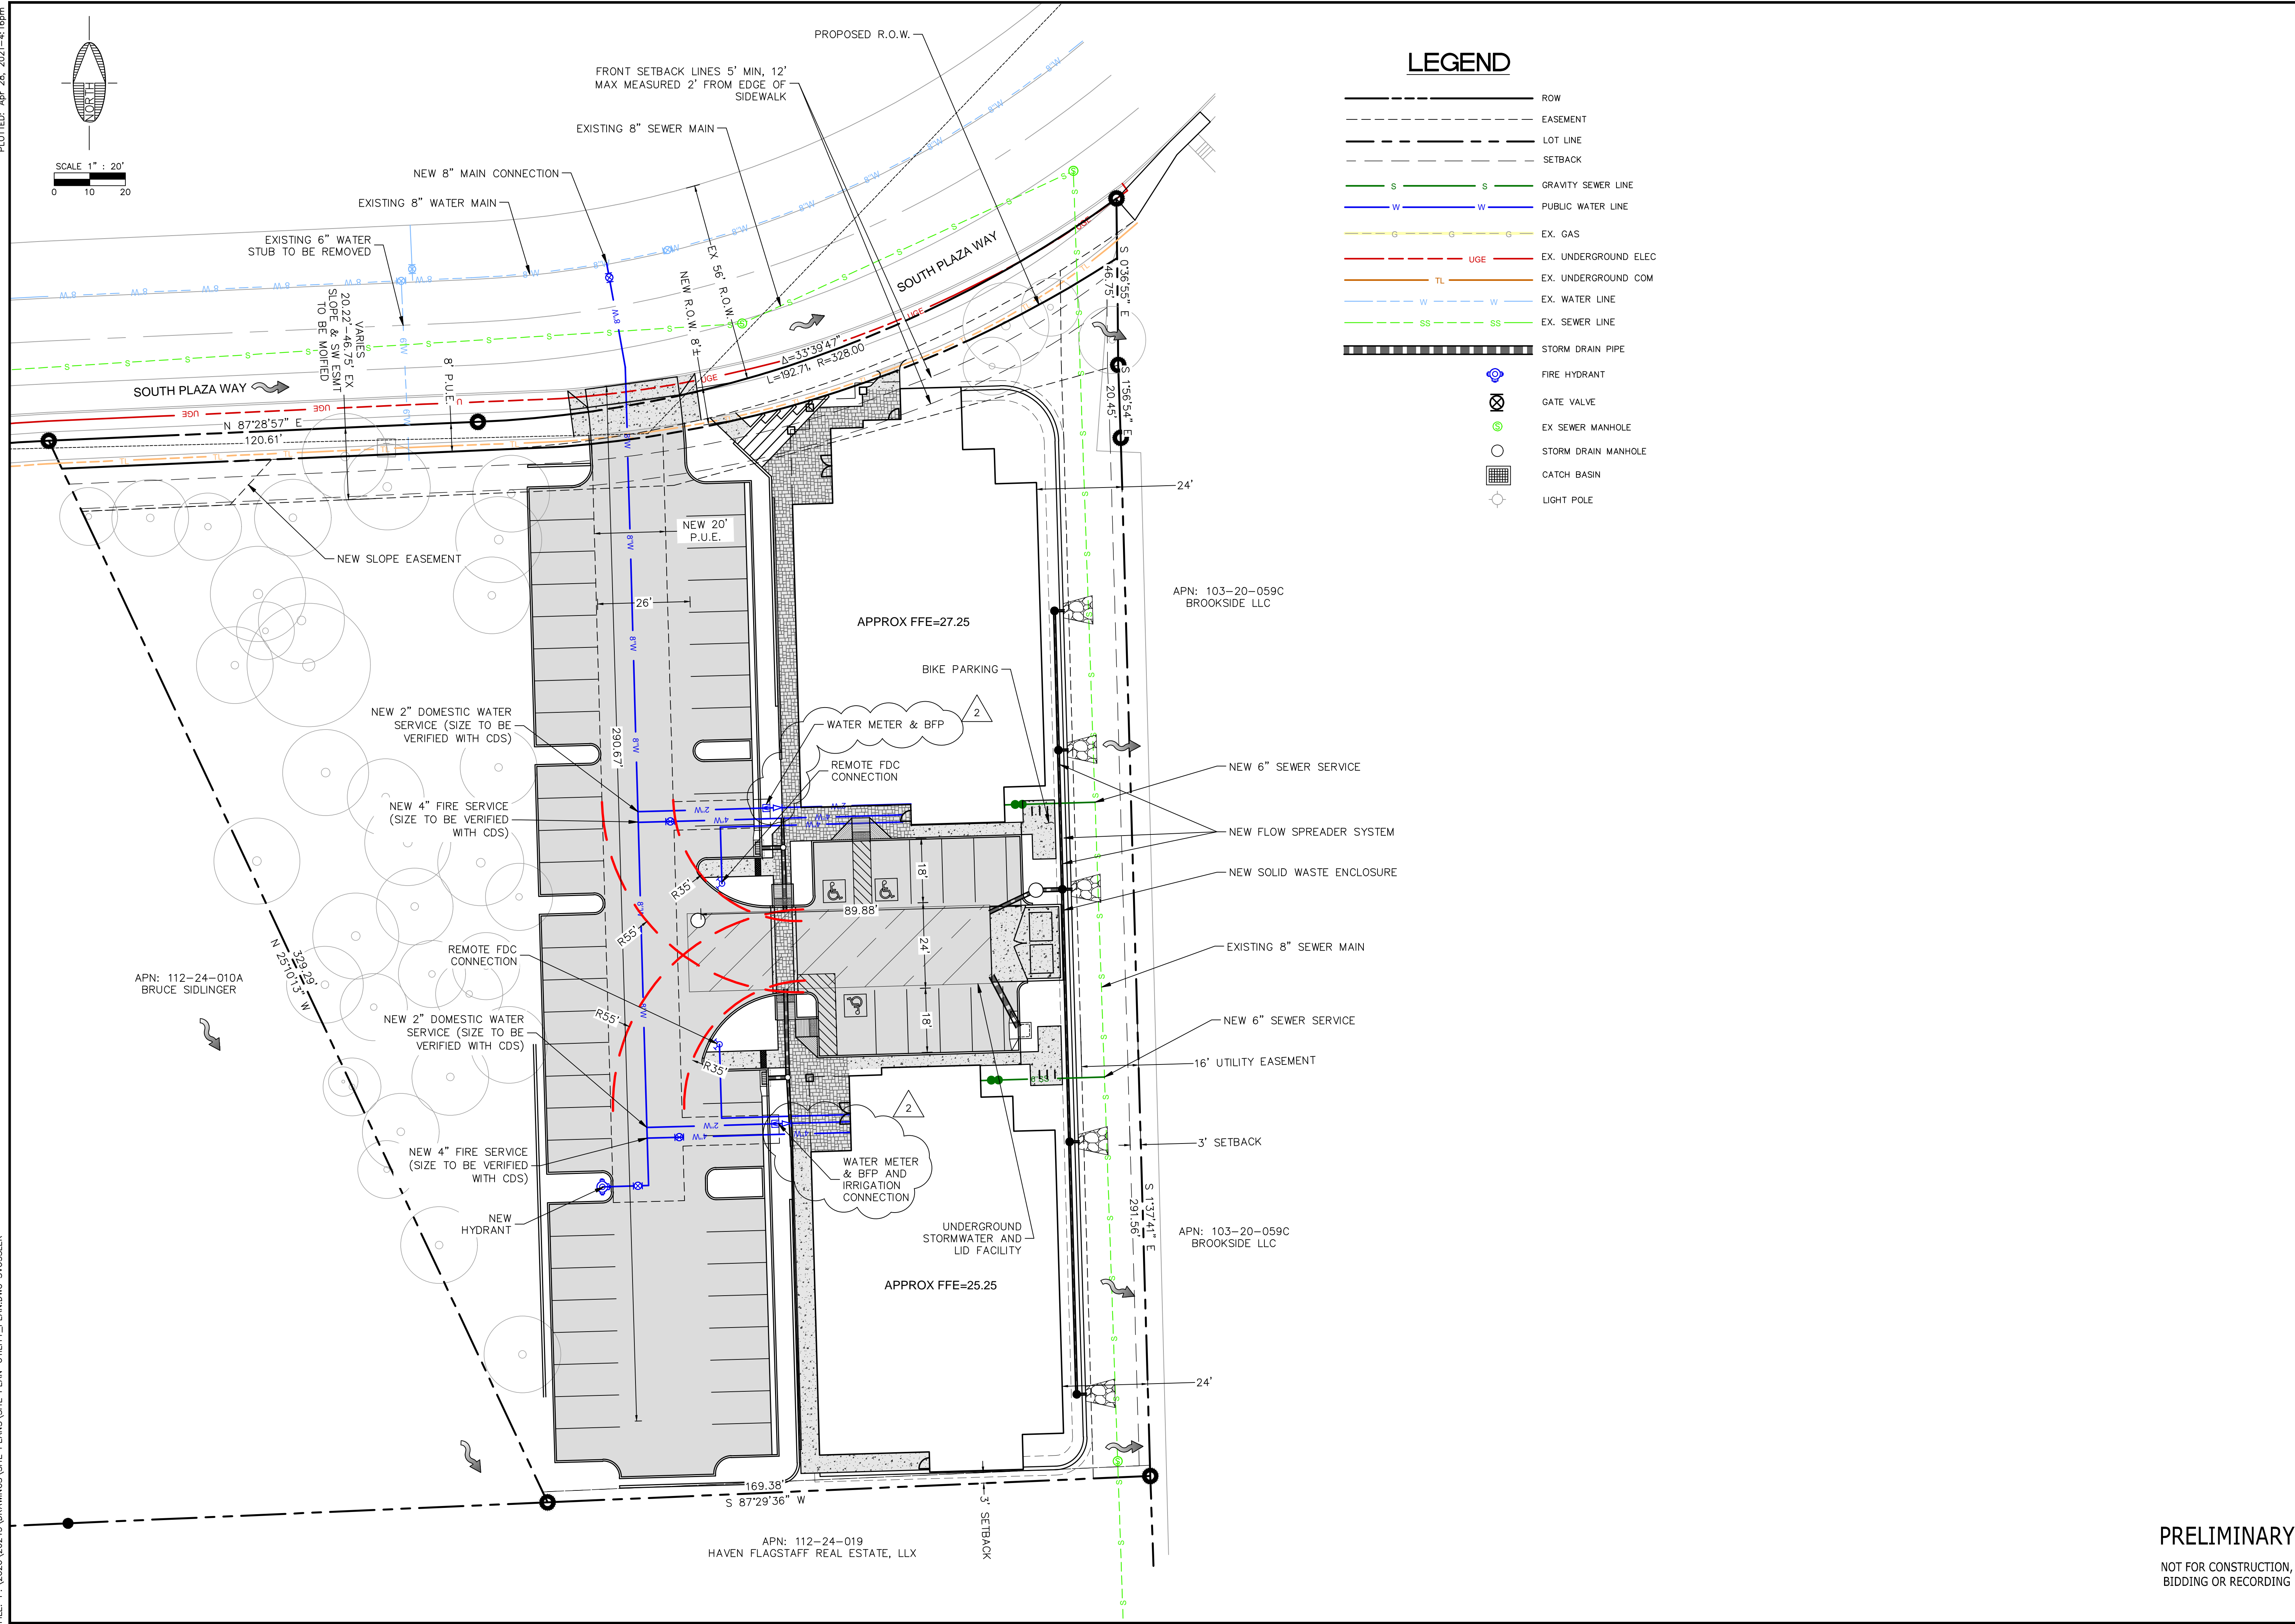 PLOTTED: Apr 28, 2021-4:16pm
NORTH
SCALE 1" : 20'
0 10 20
PROPOSED R.O.W.
FRONT SETBACK LINES 5' MIN, 12'
MAX MEASURED 2' FROM EDGE OF
SIDEWALK
EXISTING 8" SEWER MAIN
NEW 8" MAIN CONNECTION
EXISTING 8" WATER MAIN
EXISTING 6" WATER
STUB TO BE REMOVED
VARIES
20.22'-46.75' EX
SLOPE & SW ESMT
TO BE MOIFIED
8' P.U.E.
EX 56' R.O.W.
NEW R.O.W. 8'±
SOUTH PLAZA WAY
SOUTH PLAZA WAY
Δ=33°39'47"
L=192.71, R=328.00
N 87°28'57" E
120.61'
S 0°36'55" E
46.75'
S 1°56'54" E
20.45'
24'
NEW SLOPE EASEMENT
NEW 20'
P.U.E.
26'
APPROX FFE=27.25
APN: 103-20-059C
BROOKSIDE LLC
BIKE PARKING
NEW 2" DOMESTIC WATER
SERVICE (SIZE TO BE
VERIFIED WITH CDS)
290.67'
WATER METER & BFP
2
REMOTE FDC
CONNECTION
NEW 6" SEWER SERVICE
NEW 4" FIRE SERVICE
(SIZE TO BE VERIFIED
WITH CDS)
NEW FLOW SPREADER SYSTEM
NEW SOLID WASTE ENCLOSURE
18'
R35'
89.88'
R55'
24'
REMOTE FDC
CONNECTION
EXISTING 8" SEWER MAIN
APN: 112-24-010A
BRUCE SIDLINGER
329.29'
N 25°10'13" W
NEW 2" DOMESTIC WATER
SERVICE (SIZE TO BE
VERIFIED WITH CDS)
R55'
18'
NEW 6" SEWER SERVICE
R35'
16' UTILITY EASEMENT
2
3' SETBACK
NEW 4" FIRE SERVICE
(SIZE TO BE VERIFIED
WITH CDS)
WATER METER
& BFP AND
IRRIGATION
CONNECTION
NEW
HYDRANT
UNDERGROUND
STORMWATER AND
LID FACILITY
S 1°37'41" E
291.56'
APN: 103-20-059C
BROOKSIDE LLC
APPROX FFE=25.25
24'
169.38'
S 87°29'36" W
3' SETBACK
APN: 112-24-019
HAVEN FLAGSTAFF REAL ESTATE, LLX
LEGEND
ROW
EASEMENT
LOT LINE
SETBACK
S S GRAVITY SEWER LINE
W W PUBLIC WATER LINE
G G G EX. GAS
UGE EX. UNDERGROUND ELEC
TL EX. UNDERGROUND COM
W W EX. WATER LINE
SS SS EX. SEWER LINE
STORM DRAIN PIPE
FIRE HYDRANT
GATE VALVE
S EX SEWER MANHOLE
STORM DRAIN MANHOLE
CATCH BASIN
LIGHT POLE
PRELIMINARY
NOT FOR CONSTRUCTION,
BIDDING OR RECORDING